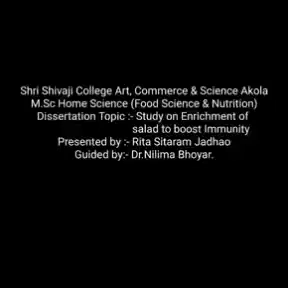 Shri Shivaji College Art, Commerce & Science Akola
M.Sc Home Science (Food Science & Nutrition)
Dissertation Topic :- Study on Enrichment of
salad to boost Immunity
Presented by :- Rita Sitaram Jadhao
Guided by:- Dr.Nilima Bhoyar.